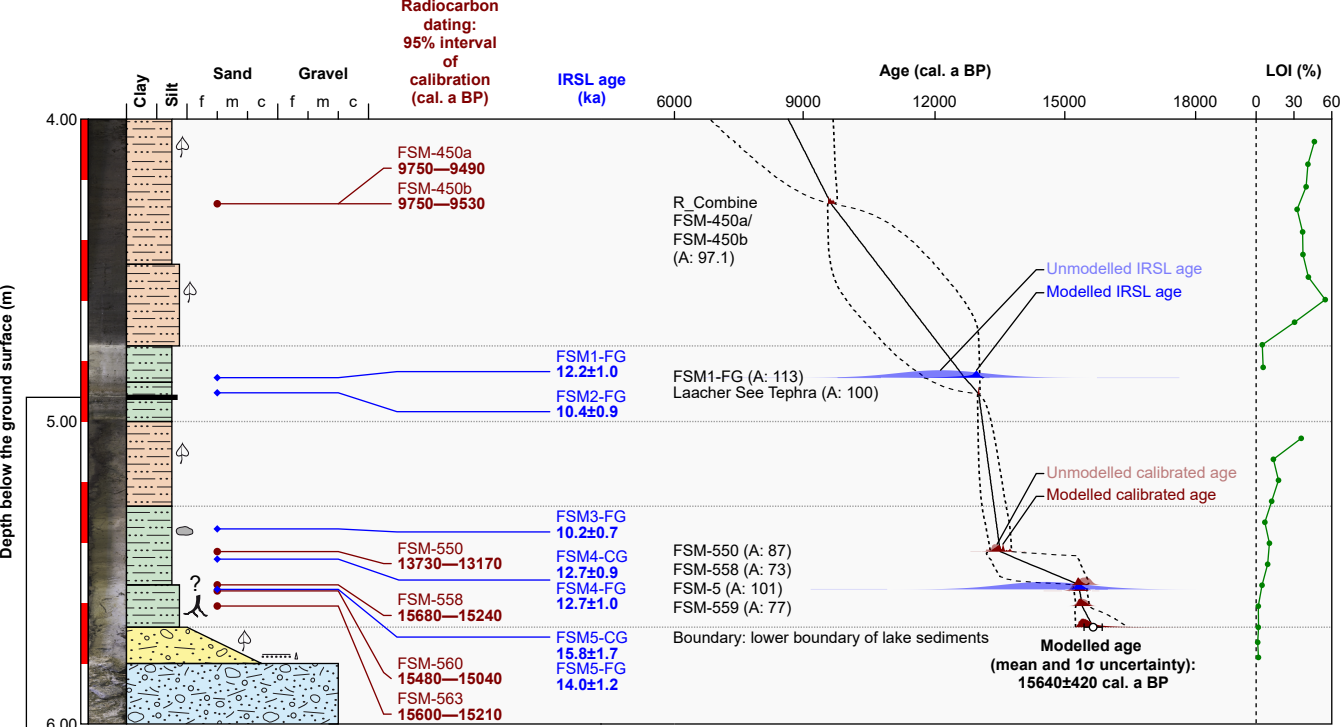 Radiocarbon
dating:
95% interval
of
calibration
(cal. a BP)
IRSL age
(ka)
Clay
Silt
Sand
Gravel
f m c f m c
Age (cal. a BP)
6000 9000 12000 15000 18000
LOI (%)
0 30 60
Depth below the ground surface (m)
4.00
5.00
6.00
FSM-450a
9750—9490
FSM-450b
9750—9530
FSM1-FG
12.2±1.0
FSM2-FG
10.4±0.9
FSM3-FG
10.2±0.7
FSM-550
13730—13170
FSM4-CG
12.7±0.9
FSM4-FG
12.7±1.0
FSM-558
15680—15240
FSM5-CG
15.8±1.7
FSM5-FG
14.0±1.2
FSM-560
15480—15040
FSM-563
15600—15210
?
R_Combine
FSM-450a/
FSM-450b
(A: 97.1)
Unmodelled IRSL age
Modelled IRSL age
FSM1-FG (A: 113)
Laacher See Tephra (A: 100)
Unmodelled calibrated age
Modelled calibrated age
FSM-550 (A: 87)
FSM-558 (A: 73)
FSM-5 (A: 101)
FSM-559 (A: 77)
Boundary: lower boundary of lake sediments
Modelled age
(mean and 1σ uncertainty):
15640±420 cal. a BP